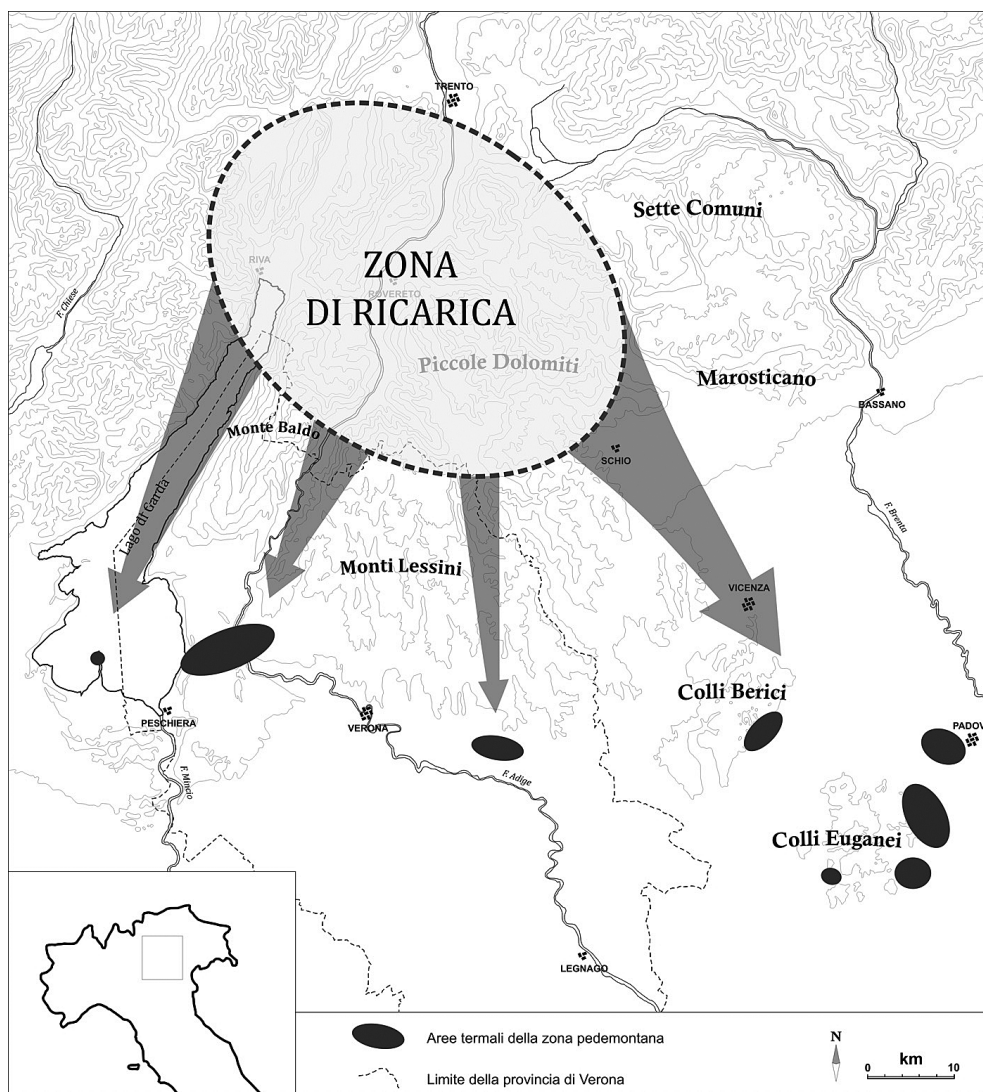 TRENTO
Sette Comuni
RIVA
ZONA
ROVERETO
DI RICARICA
F. Chiese
Piccole Dolomiti
Marosticano
BASSANO
Monte Baldo
SCHIO
Lago di Garda
F. Brenta
Monti Lessini
VICENZA
Colli Berici
PESCHIERA
VERONA
PADOV
F. Mincio
F. Adige
Colli Euganei
LEGNAGO
Aree termali della zona pedemontana
N
km
0 10
Limite della provincia di Verona